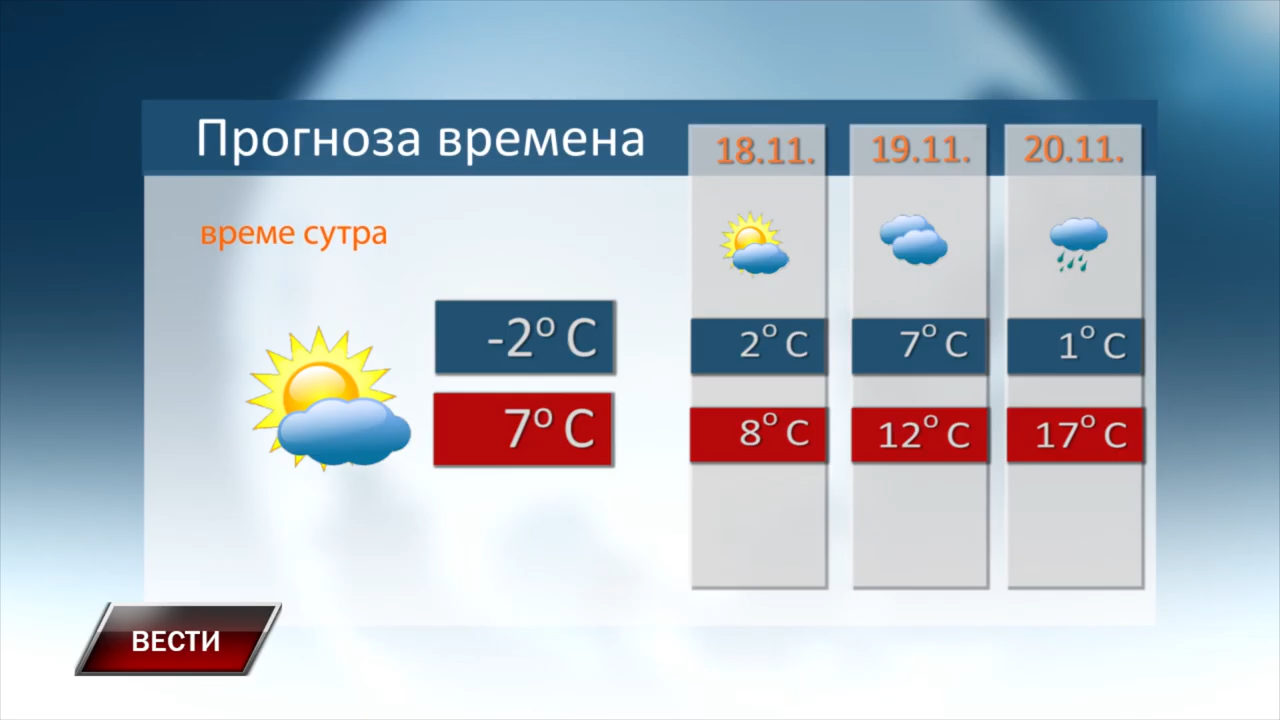 Прогноза времена
време сутра
-2° C
7° C
18.11.
2° C
8° C
19.11.
7° C
12° C
20.11.
1° C
17° C
ВЕСТИ